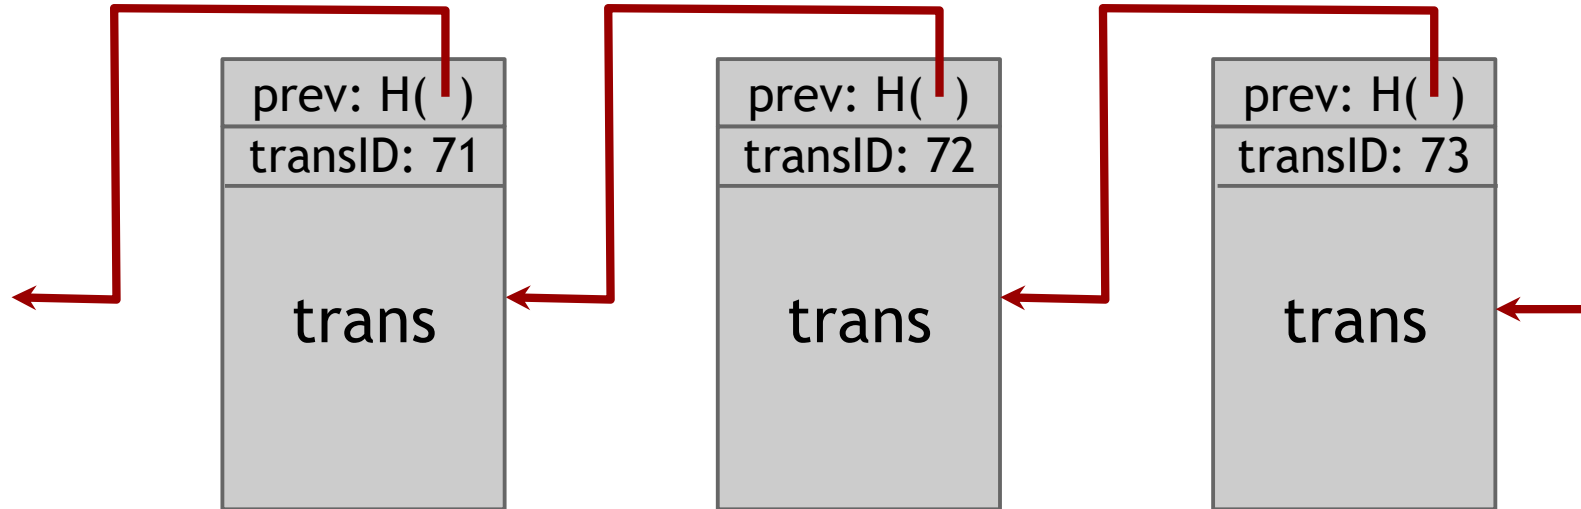 prev: H( )
transID: 71
trans
prev: H( )
transID: 72
trans
prev: H( )
transID: 73
trans